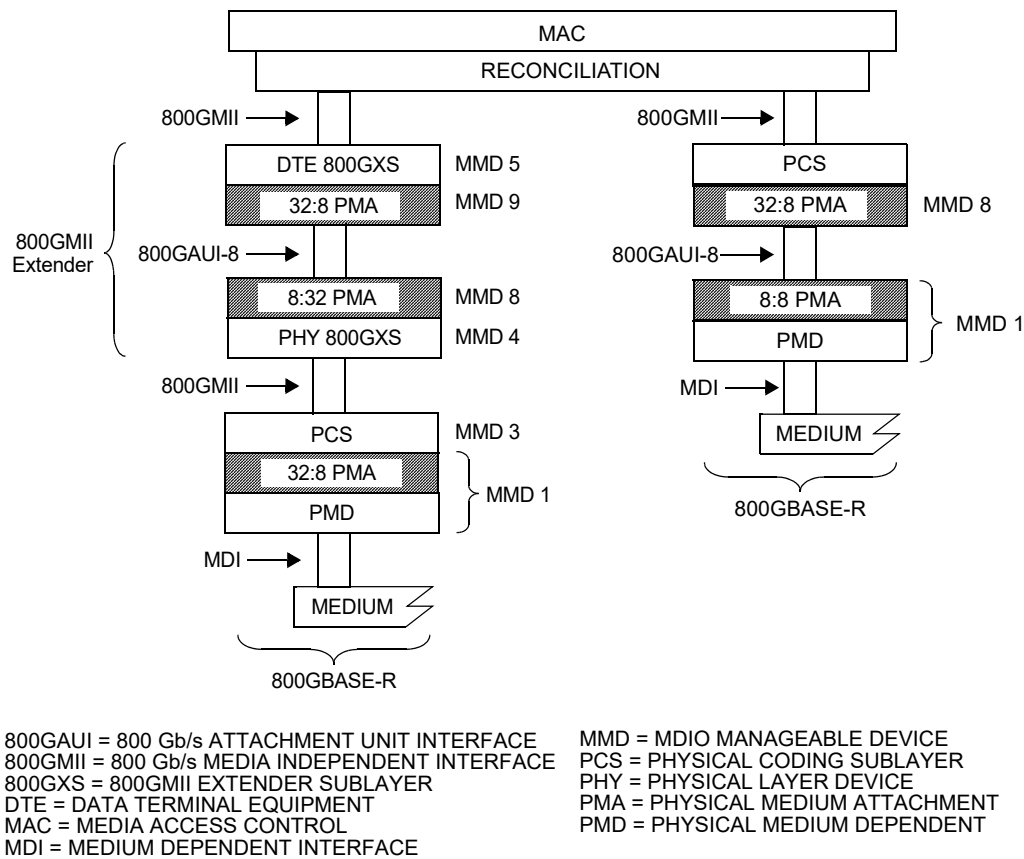 MAC
RECONCILIATION
800GMII
DTE 800GXS
MMD 5
32:8 PMA
MMD 9
800GMII
Extender
800GAUI-8
8:32 PMA
MMD 8
PHY 800GXS
MMD 4
800GMII
PCS
MMD 3
32:8 PMA
MMD 1
PMD
MDI
MEDIUM
800GBASE-R
800GMII
PCS
32:8 PMA
MMD 8
800GAUI-8
8:8 PMA
MMD 1
PMD
MDI
MEDIUM
800GBASE-R
800GAUI = 800 Gb/s ATTACHMENT UNIT INTERFACE
800GMII = 800 Gb/s MEDIA INDEPENDENT INTERFACE
800GXS = 800GMII EXTENDER SUBLAYER
DTE = DATA TERMINAL EQUIPMENT
MAC = MEDIA ACCESS CONTROL
MDI = MEDIUM DEPENDENT INTERFACE
MMD = MDIO MANAGEABLE DEVICE
PCS = PHYSICAL CODING SUBLAYER
PHY = PHYSICAL LAYER DEVICE
PMA = PHYSICAL MEDIUM ATTACHMENT
PMD = PHYSICAL MEDIUM DEPENDENT